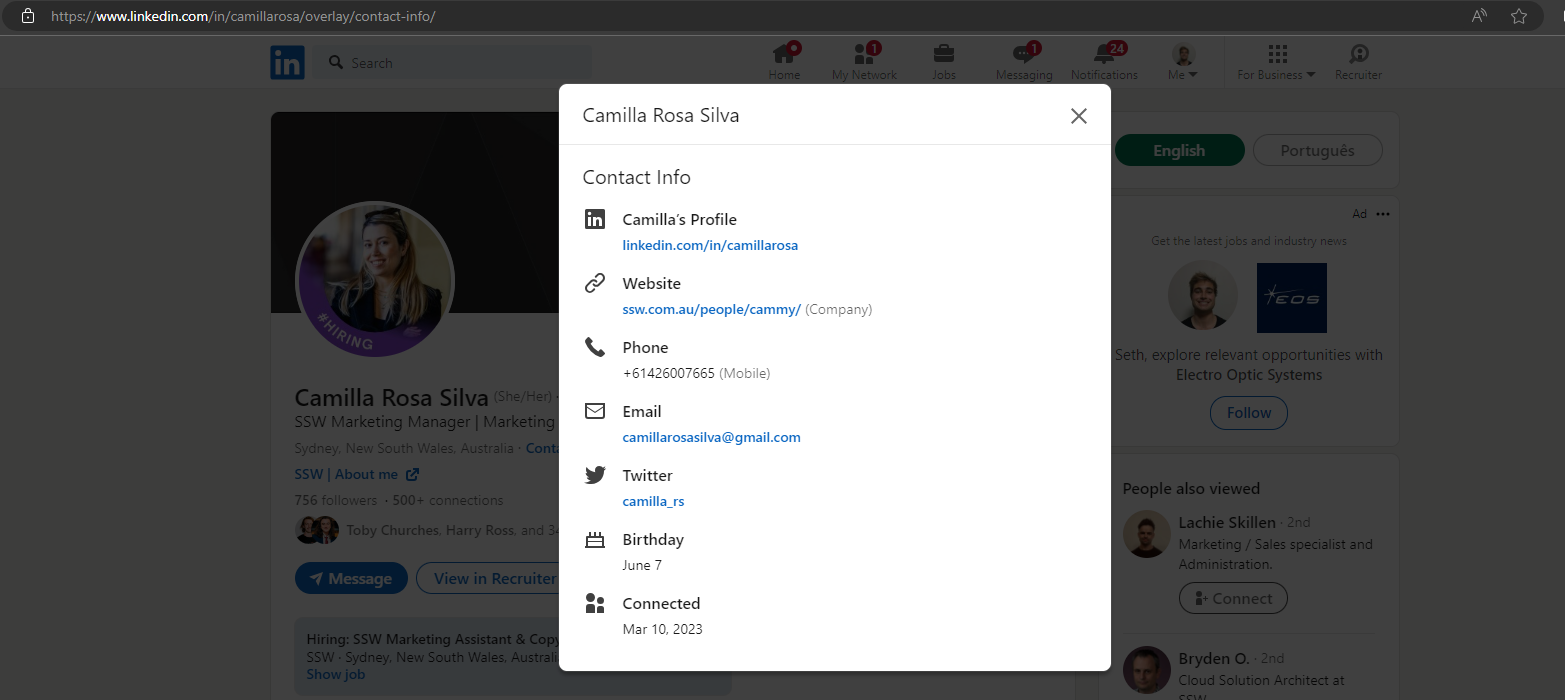 https://www.linkedin.com/in/camillarosa/overlay/contact-info/
in
Search
Home
1
My Network
Jobs
1
Messaging
24
Notifications
Me
For Business
Recruiter
#HIRING
Camilla Rosa Silva (She/Her) ·
SSW Marketing Manager | Marketing
Sydney, New South Wales, Australia · Conta
SSW | About me
756 followers · 500+ connections
Toby Churches, Harry Ross, and 34
Message
View in Recruiter
Hiring: SSW Marketing Assistant & Copy
SSW · Sydney, New South Wales, Australi
Show job
Camilla Rosa Silva
Contact Info
Camilla’s Profile
linkedin.com/in/camillarosa
Website
ssw.com.au/people/cammy/ (Company)
Phone
+61426007665 (Mobile)
Email
camillarosasilva@gmail.com
Twitter
camilla_rs
Birthday
June 7
Connected
Mar 10, 2023
English
Português
Ad
Get the latest jobs and industry news
EOS
Seth, explore relevant opportunities with
Electro Optic Systems
Follow
People also viewed
Lachie Skillen · 2nd
Marketing / Sales specialist and
Administration.
Connect
Bryden O. · 2nd
Cloud Solution Architect at
SSW